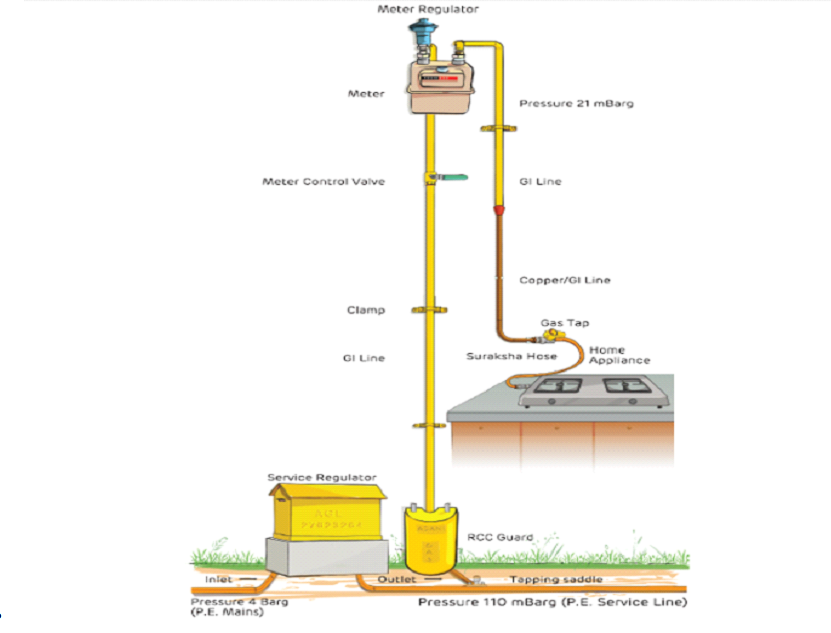 Meter Regulator
Meter
Pressure 21 mBarg
Meter Control Valve
GI Line
Copper/GI Line
Clamp
Gas Tap
GI Line
Suraksha Hose
Home
Appliance
Service Regulator
RCC Guard
Inlet
Outlet
Tapping saddle
Pressure 4 Barg
(P.E. Mains)
Pressure 110 mBarg (P.E. Service Line)